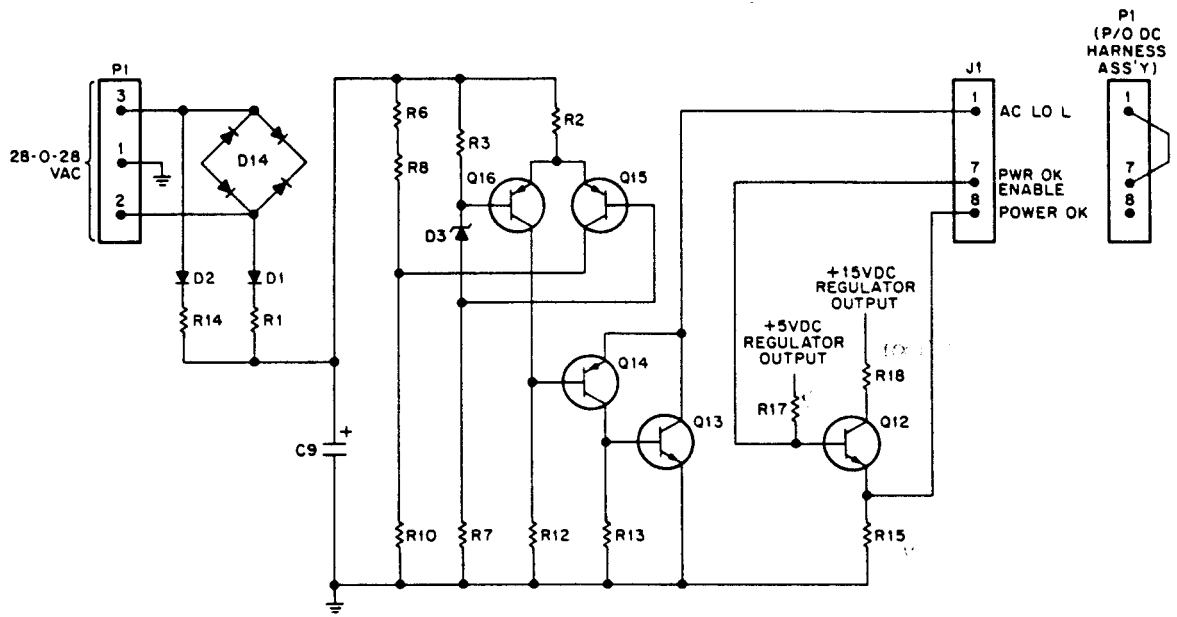 P1
(P/O DC
HARNESS
ASS'Y)
P1
J1
3
1
2
28-0-28
VAC
D14
D2
D1
R14
R1
C9
+
R6
R8
R3
R2
Q16
Q15
D3
Q14
Q13
R10
R7
R12
R13
1
AC LO L
7
PWR OK
ENABLE
8
POWER OK
1
7
8
+15VDC
REGULATOR
OUTPUT
+5VDC
REGULATOR
OUTPUT
R18
R17
Q12
R15